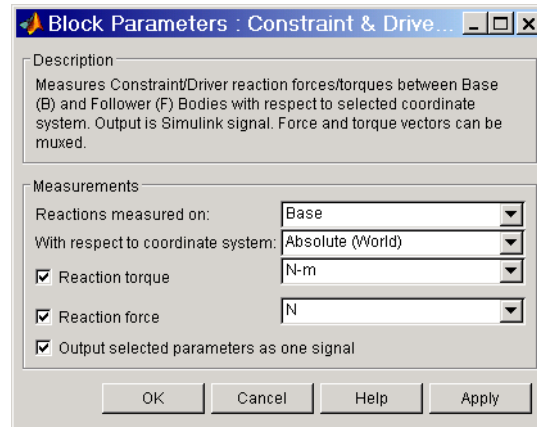 Block Parameters : Constraint & Drive...
Description
Measures Constraint/Driver reaction forces/torques between Base
(B) and Follower (F) Bodies with respect to selected coordinate
system. Output is Simulink signal. Force and torque vectors can be
muxed.
Measurements
Reactions measured on: Base
With respect to coordinate system: Absolute (World)
Reaction torque N-m
Reaction force N
Output selected parameters as one signal
OK Cancel Help Apply